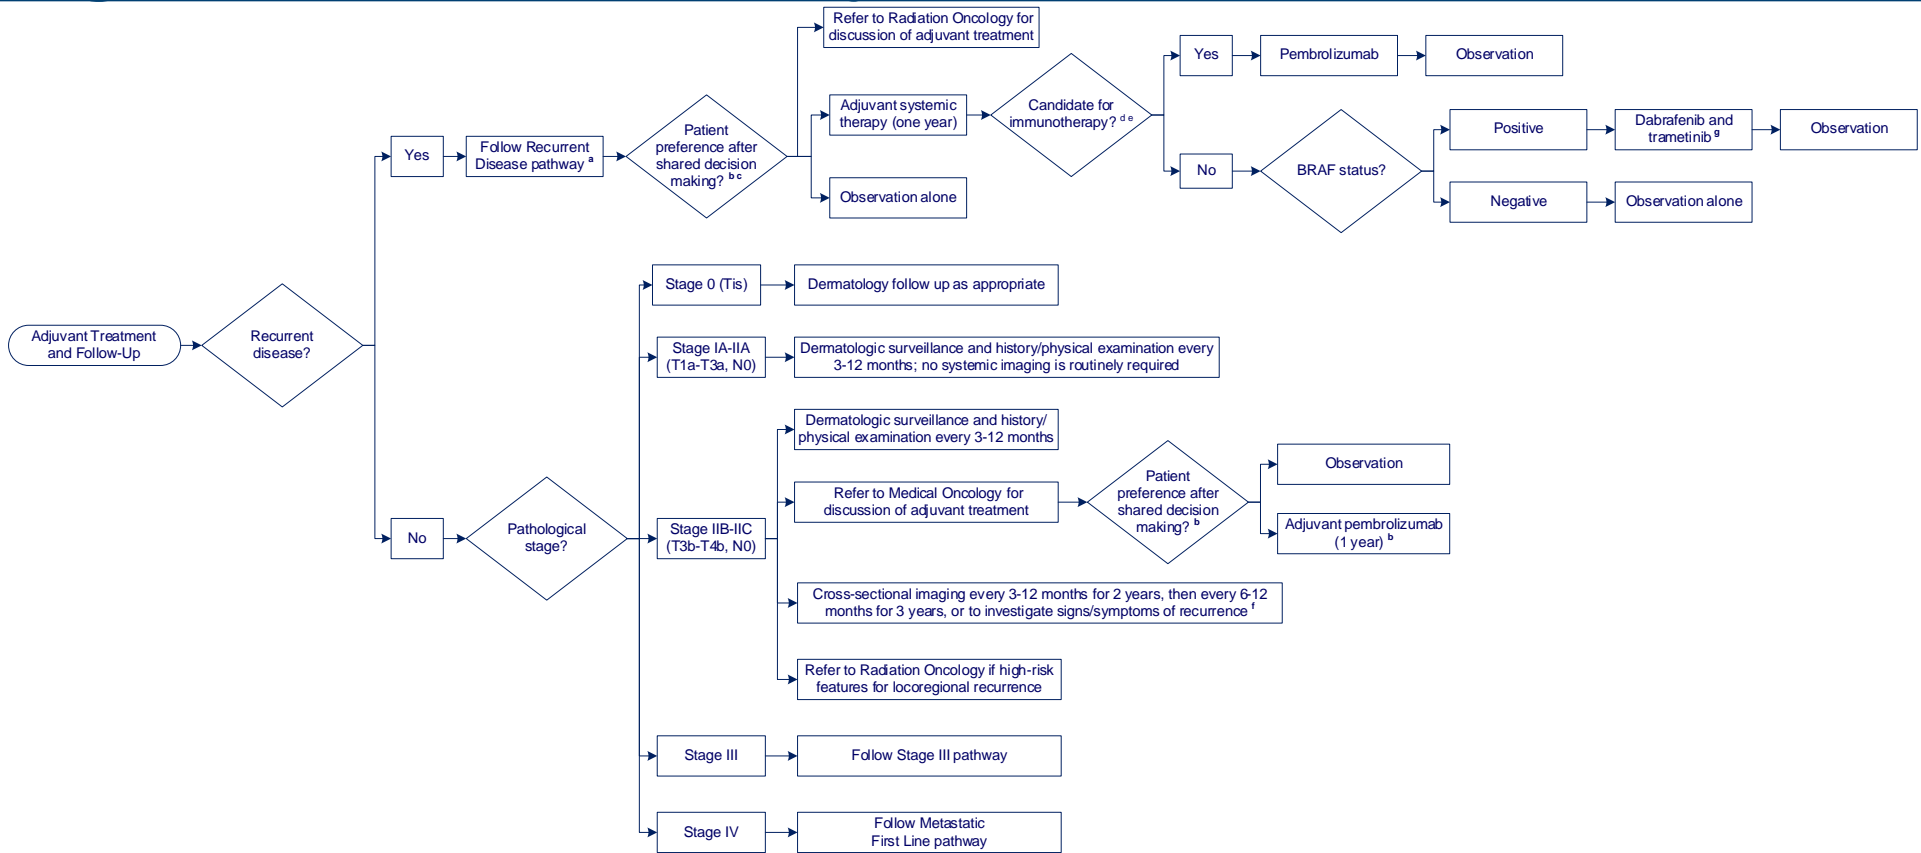 Refer to Radiation Oncology for
discussion of adjuvant treatment
Yes
Pembrolizumab
Observation
Adjuvant systemic
therapy (one year)
Candidate for
immunotherapy? d e
Patient
preference after
shared decision
making? b c
Yes
Follow Recurrent
Disease pathway a
Observation alone
No
BRAF status?
Positive
Dabrafenib and
trametinib g
Observation
Negative
Observation alone
Adjuvant Treatment
and Follow-Up
Recurrent
disease?
Stage 0 (Tis)
Dermatology follow up as appropriate
Stage IA-IIA
(T1a-T3a, N0)
Dermatologic surveillance and history/physical examination every
3-12 months; no systemic imaging is routinely required
Dermatologic surveillance and history/
physical examination every 3-12 months
No
Pathological
stage?
Stage IIB-IIC
(T3b-T4b, N0)
Refer to Medical Oncology for
discussion of adjuvant treatment
Patient
preference after
shared decision
making? b
Observation
Adjuvant pembrolizumab
(1 year) b
Cross-sectional imaging every 3-12 months for 2 years, then every 6-12
months for 3 years, or to investigate signs/symptoms of recurrence f
Refer to Radiation Oncology if high-risk
features for locoregional recurrence
Stage III
Follow Stage III pathway
Stage IV
Follow Metastatic
First Line pathway